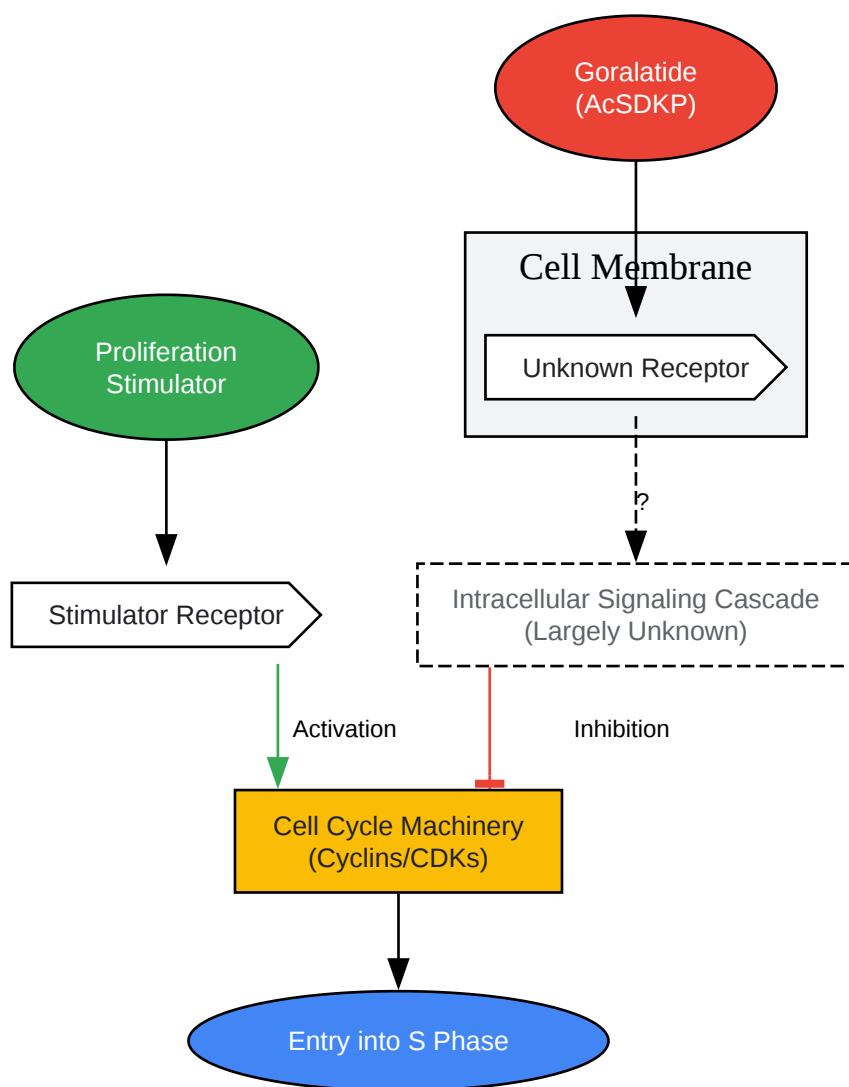 Goralatide
(AcSDKP)
Cell Membrane
Unknown Receptor
Proliferation
Stimulator
?
Stimulator Receptor
Intracellular Signaling Cascade
(Largely Unknown)
Activation
Inhibition
Cell Cycle Machinery
(Cyclins/CDKs)
Entry into S Phase